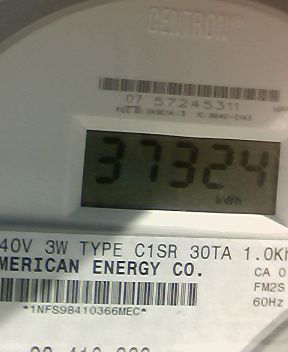 CENTRON®
07 57245311
37324
kWh
40V 3W TYPE C1SR 30TA 1.0Kh
MERICAN ENERGY CO.
CA 0
FM2S
60Hz
*1NFS98410366MEC*